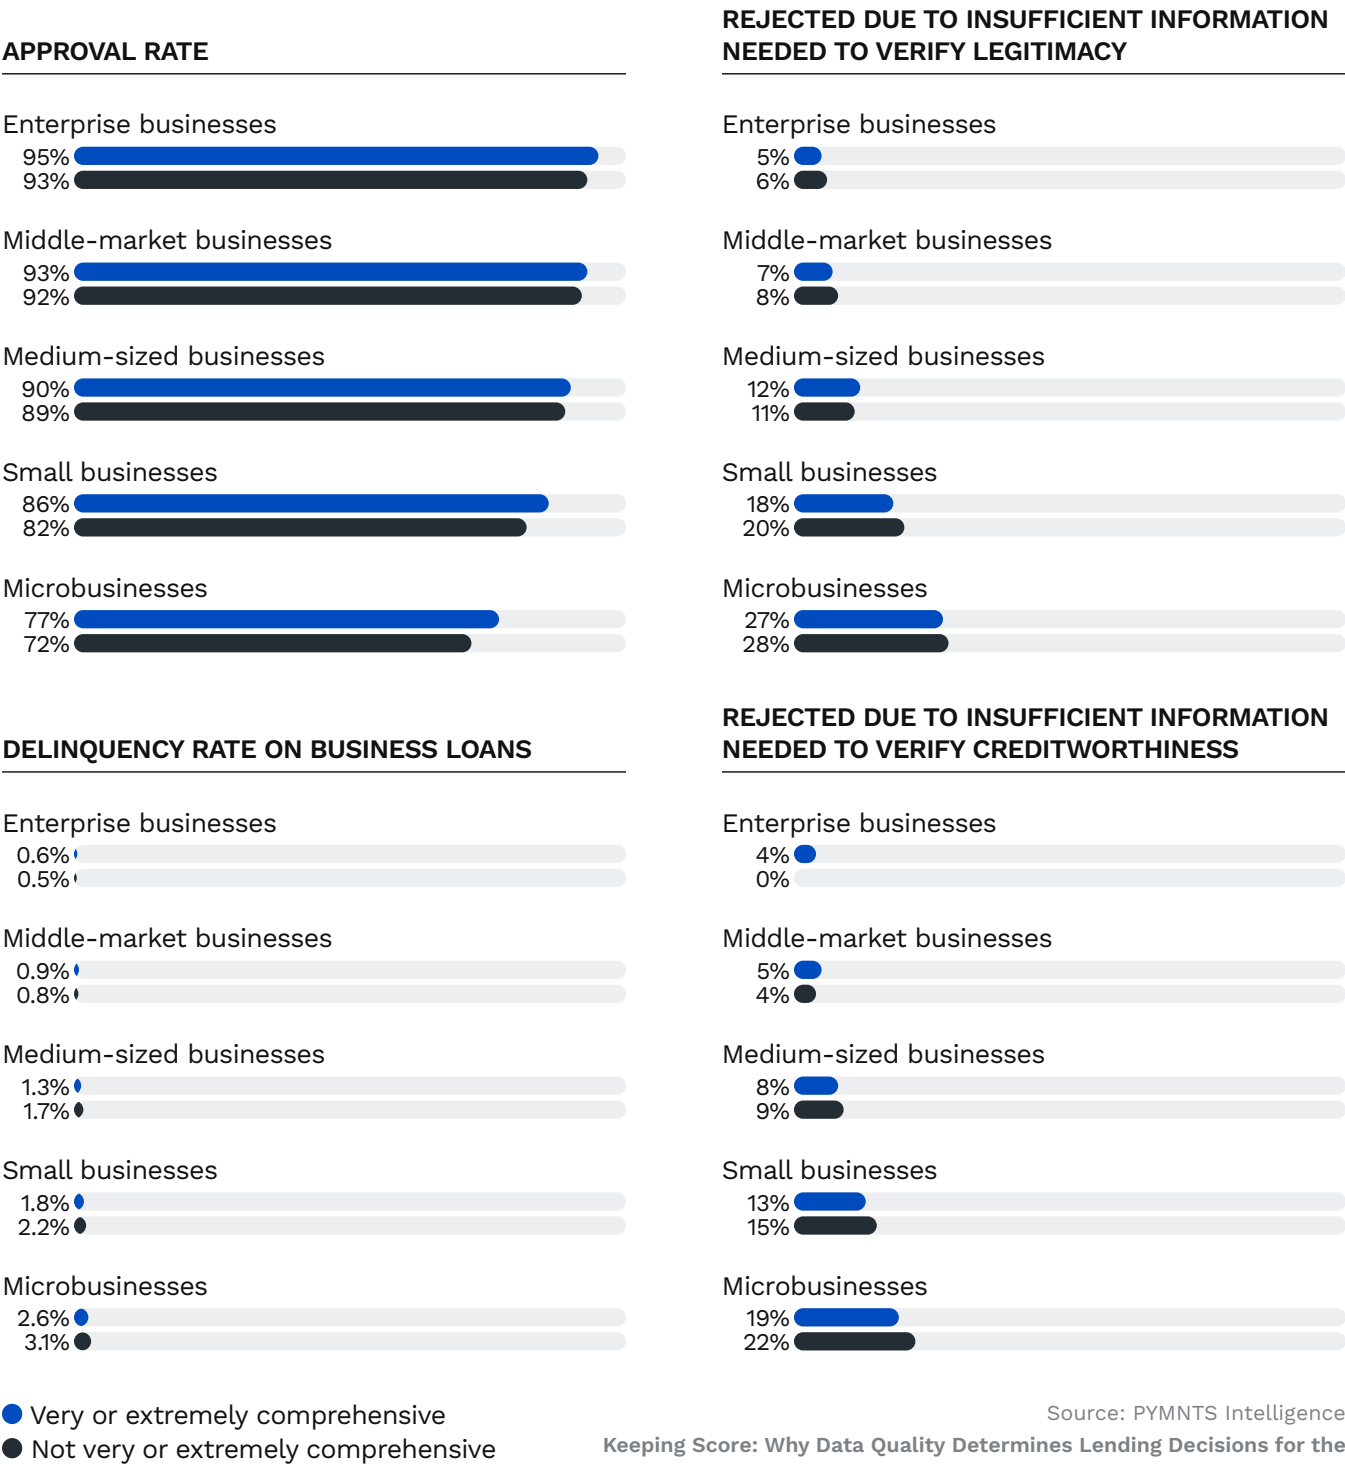 APPROVAL RATE
Enterprise businesses
95%
93%
Middle-market businesses
93%
92%
Medium-sized businesses
90%
89%
Small businesses
86%
82%
Microbusinesses
77%
72%
REJECTED DUE TO INSUFFICIENT INFORMATION
NEEDED TO VERIFY LEGITIMACY
Enterprise businesses
5%
6%
Middle-market businesses
7%
8%
Medium-sized businesses
12%
11%
Small businesses
18%
20%
Microbusinesses
27%
28%
DELINQUENCY RATE ON BUSINESS LOANS
Enterprise businesses
0.6%
0.5%
Middle-market businesses
0.9%
0.8%
Medium-sized businesses
1.3%
1.7%
Small businesses
1.8%
2.2%
Microbusinesses
2.6%
3.1%
REJECTED DUE TO INSUFFICIENT INFORMATION
NEEDED TO VERIFY CREDITWORTHINESS
Enterprise businesses
4%
0%
Middle-market businesses
5%
4%
Medium-sized businesses
8%
9%
Small businesses
13%
15%
Microbusinesses
19%
22%
Very or extremely comprehensive
Not very or extremely comprehensive
Source: PYMNTS Intelligence
Keeping Score: Why Data Quality Determines Lending Decisions for the